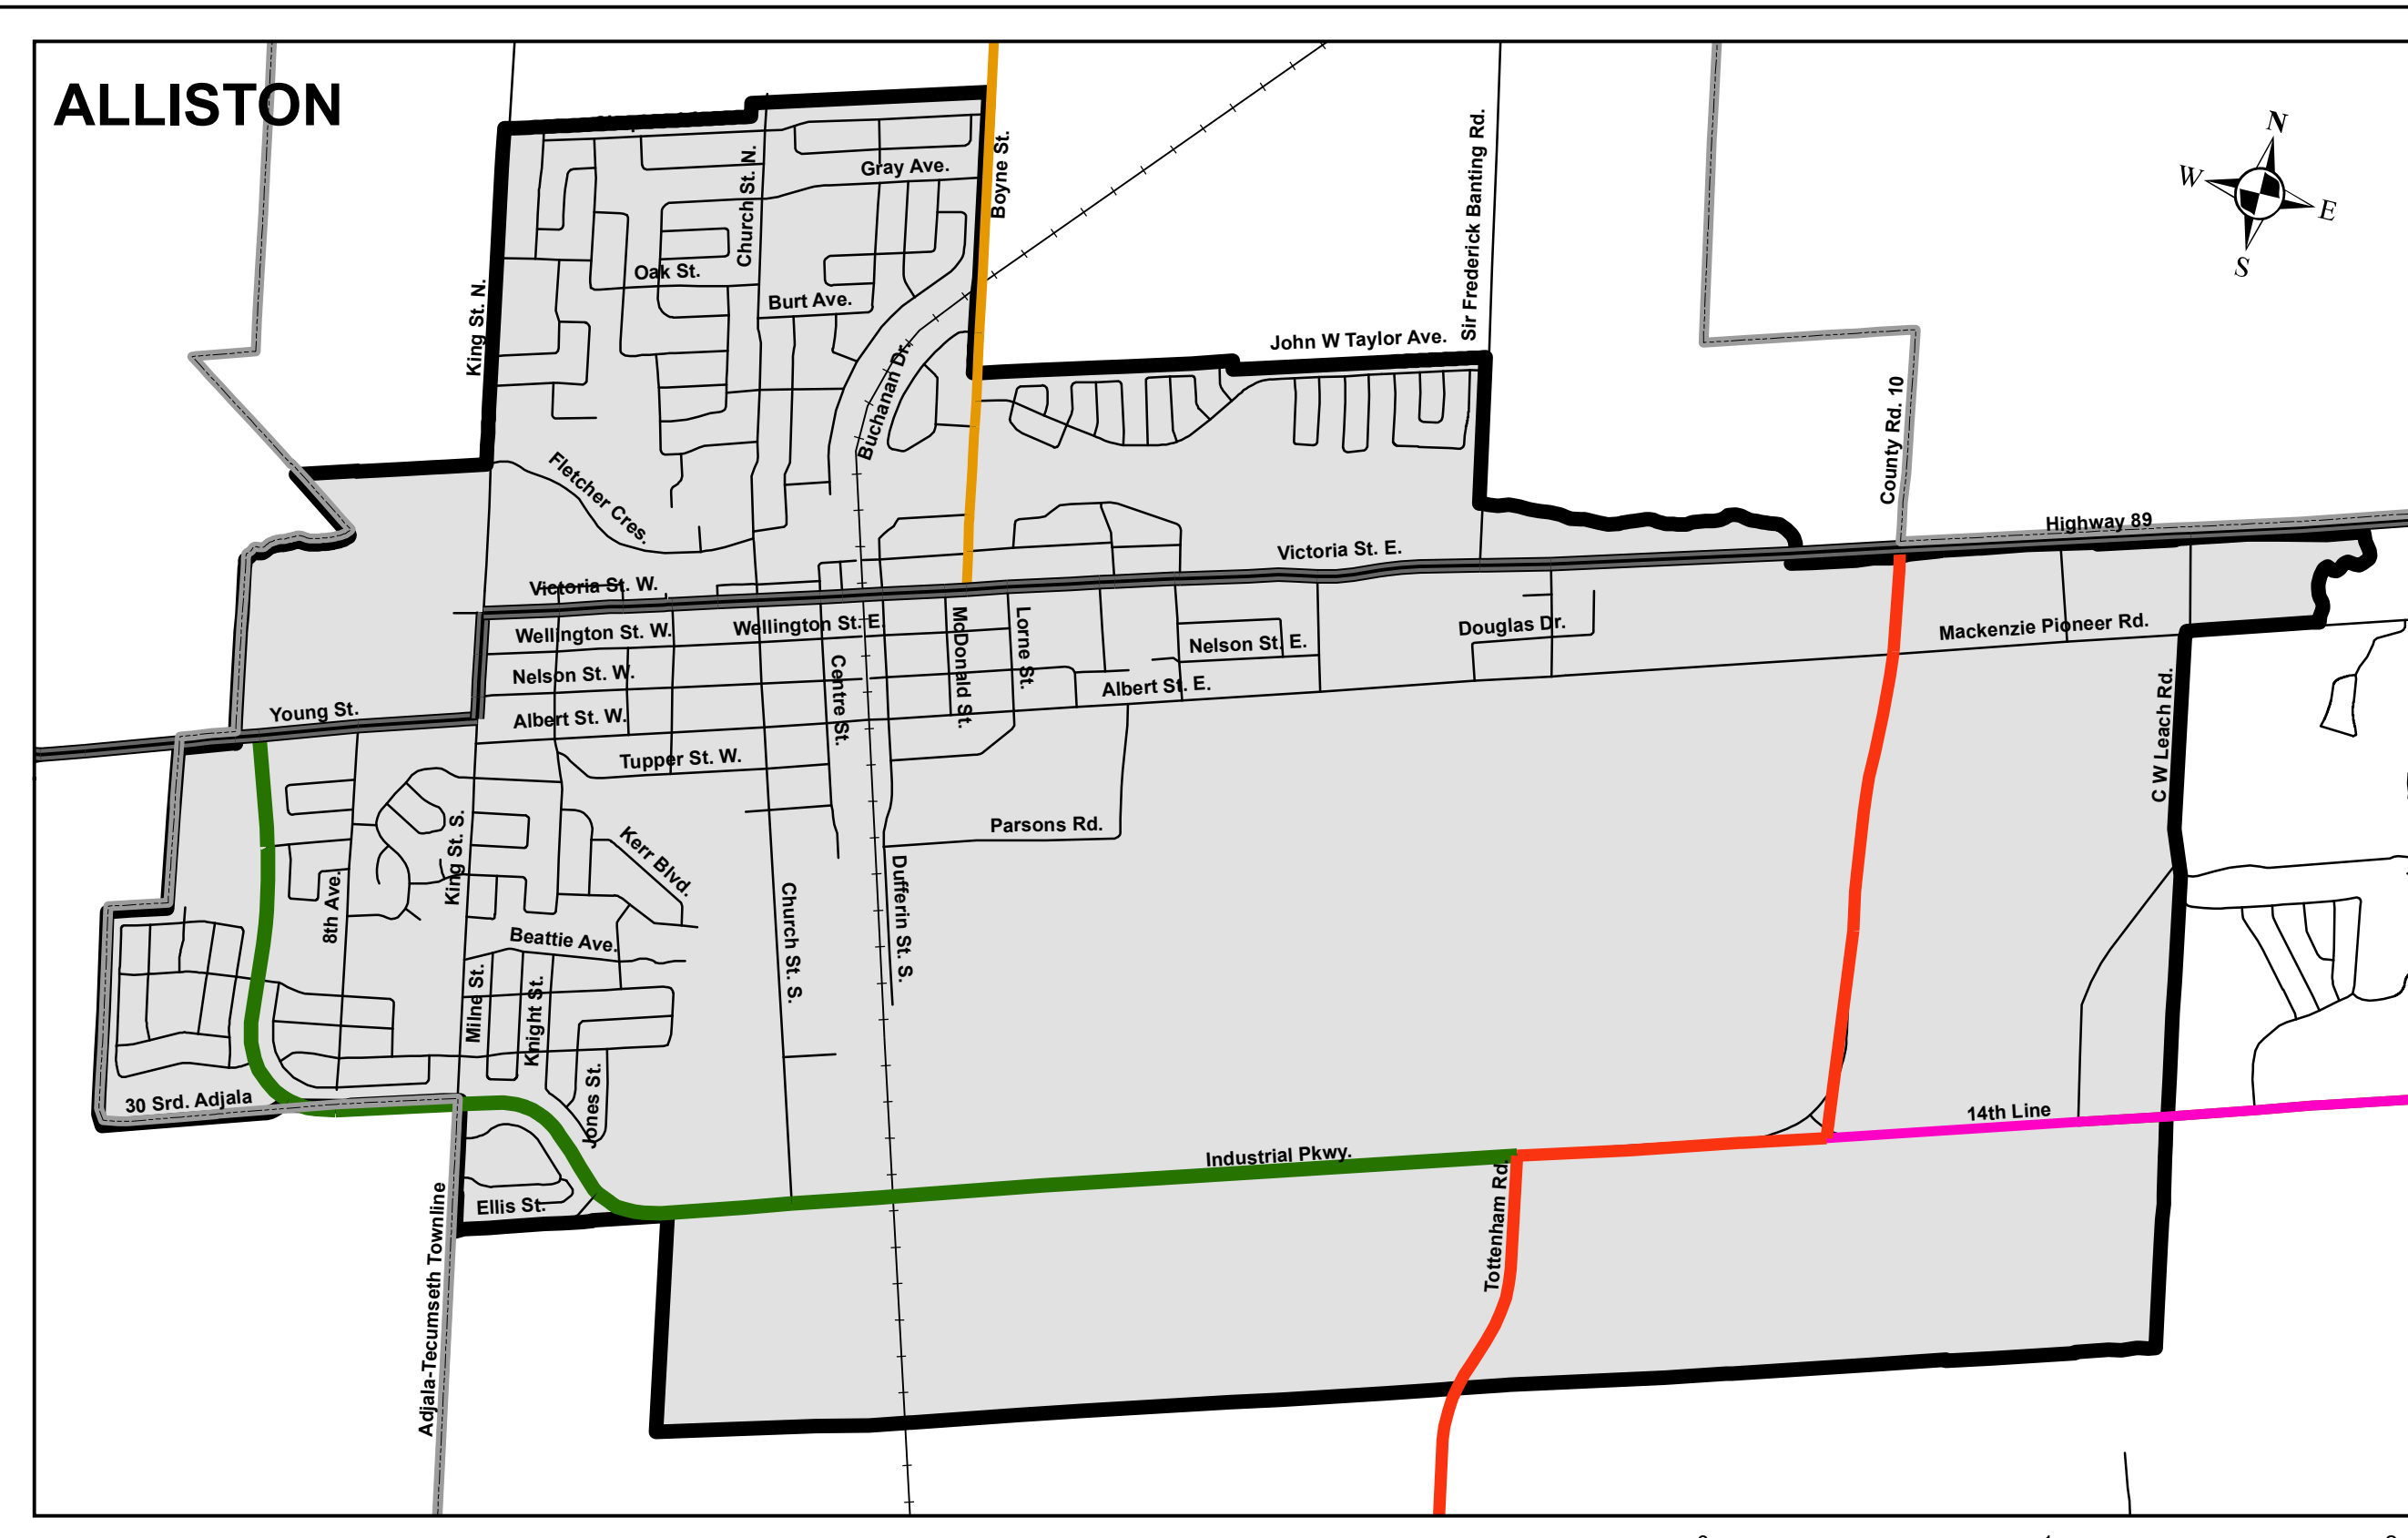 ALLISTON
N
W
E
S
Boyne St.
Gray Ave.
Church St. N.
Sir Frederick Banting Rd.
Oak St.
Burt Ave.
King St. N.
John W Taylor Ave.
Buchanan Dr.
County Rd. 10
Fletcher Cres.
Highway 89
Victoria St. E.
Victoria St. W.
Wellington St. W.
Wellington St. E.
McDonald St.
Lorne St.
Nelson St. E.
Douglas Dr.
Mackenzie Pioneer Rd.
Nelson St. W.
Centre St.
Albert St. E.
Young St.
Albert St. W.
C W Leach Rd.
Tupper St. W.
Parsons Rd.
King St. S.
Kerr Blvd.
8th Ave.
Church St. S.
Dufferin St. S.
Beattie Ave.
Milne St.
Knight St.
Jones St.
30 Srd. Adjala
14th Line
Industrial Pkwy.
Tottenham Rd.
Ellis St.
Adjala-Tecumseth Townline